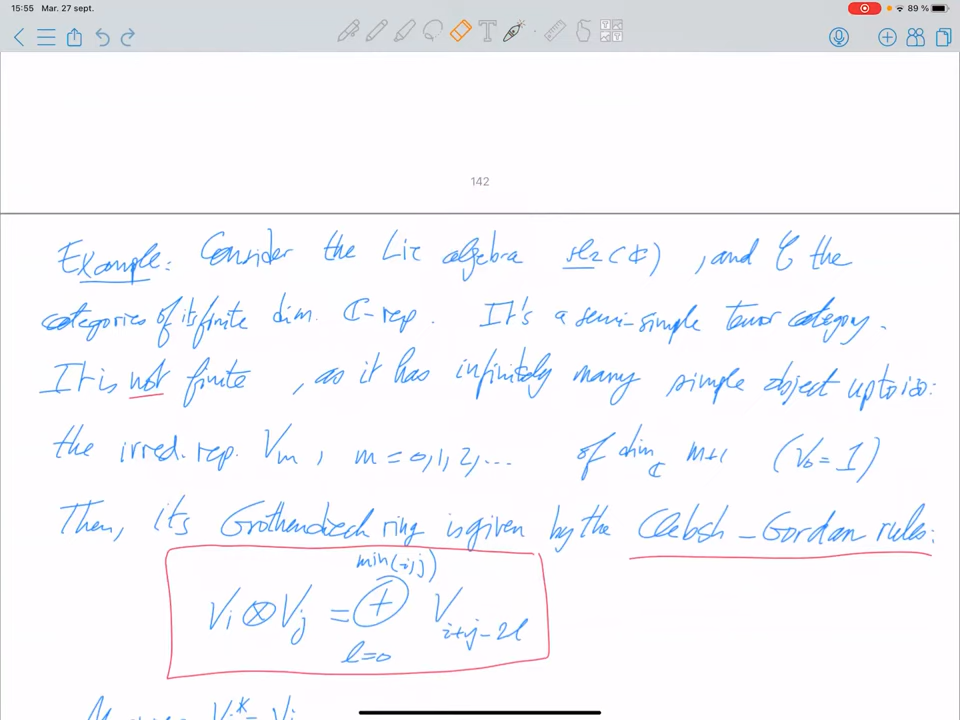 15:55 Mar. 27 sept. 89 %
142
Example: Consider the Lie algebra sl₂(ℂ), and 𝒞 the
categories of its finite dim. ℂ-rep. It's a semi-simple tensor category.
It is not finite, as it has infinitely many simple object up to iso:
the irred. rep. Vₘ, m = 0, 1, 2, ... of dim_ℂ m+1 (V₀ = 1)
Then, its Grothendieck ring is given by the Clebsh-Gordan rules:
Vᵢ ⊗ Vⱼ = ⊕_{l=0}^{min(i,j)} V_{i+j-2l}
Vᵢ* = Vᵢ